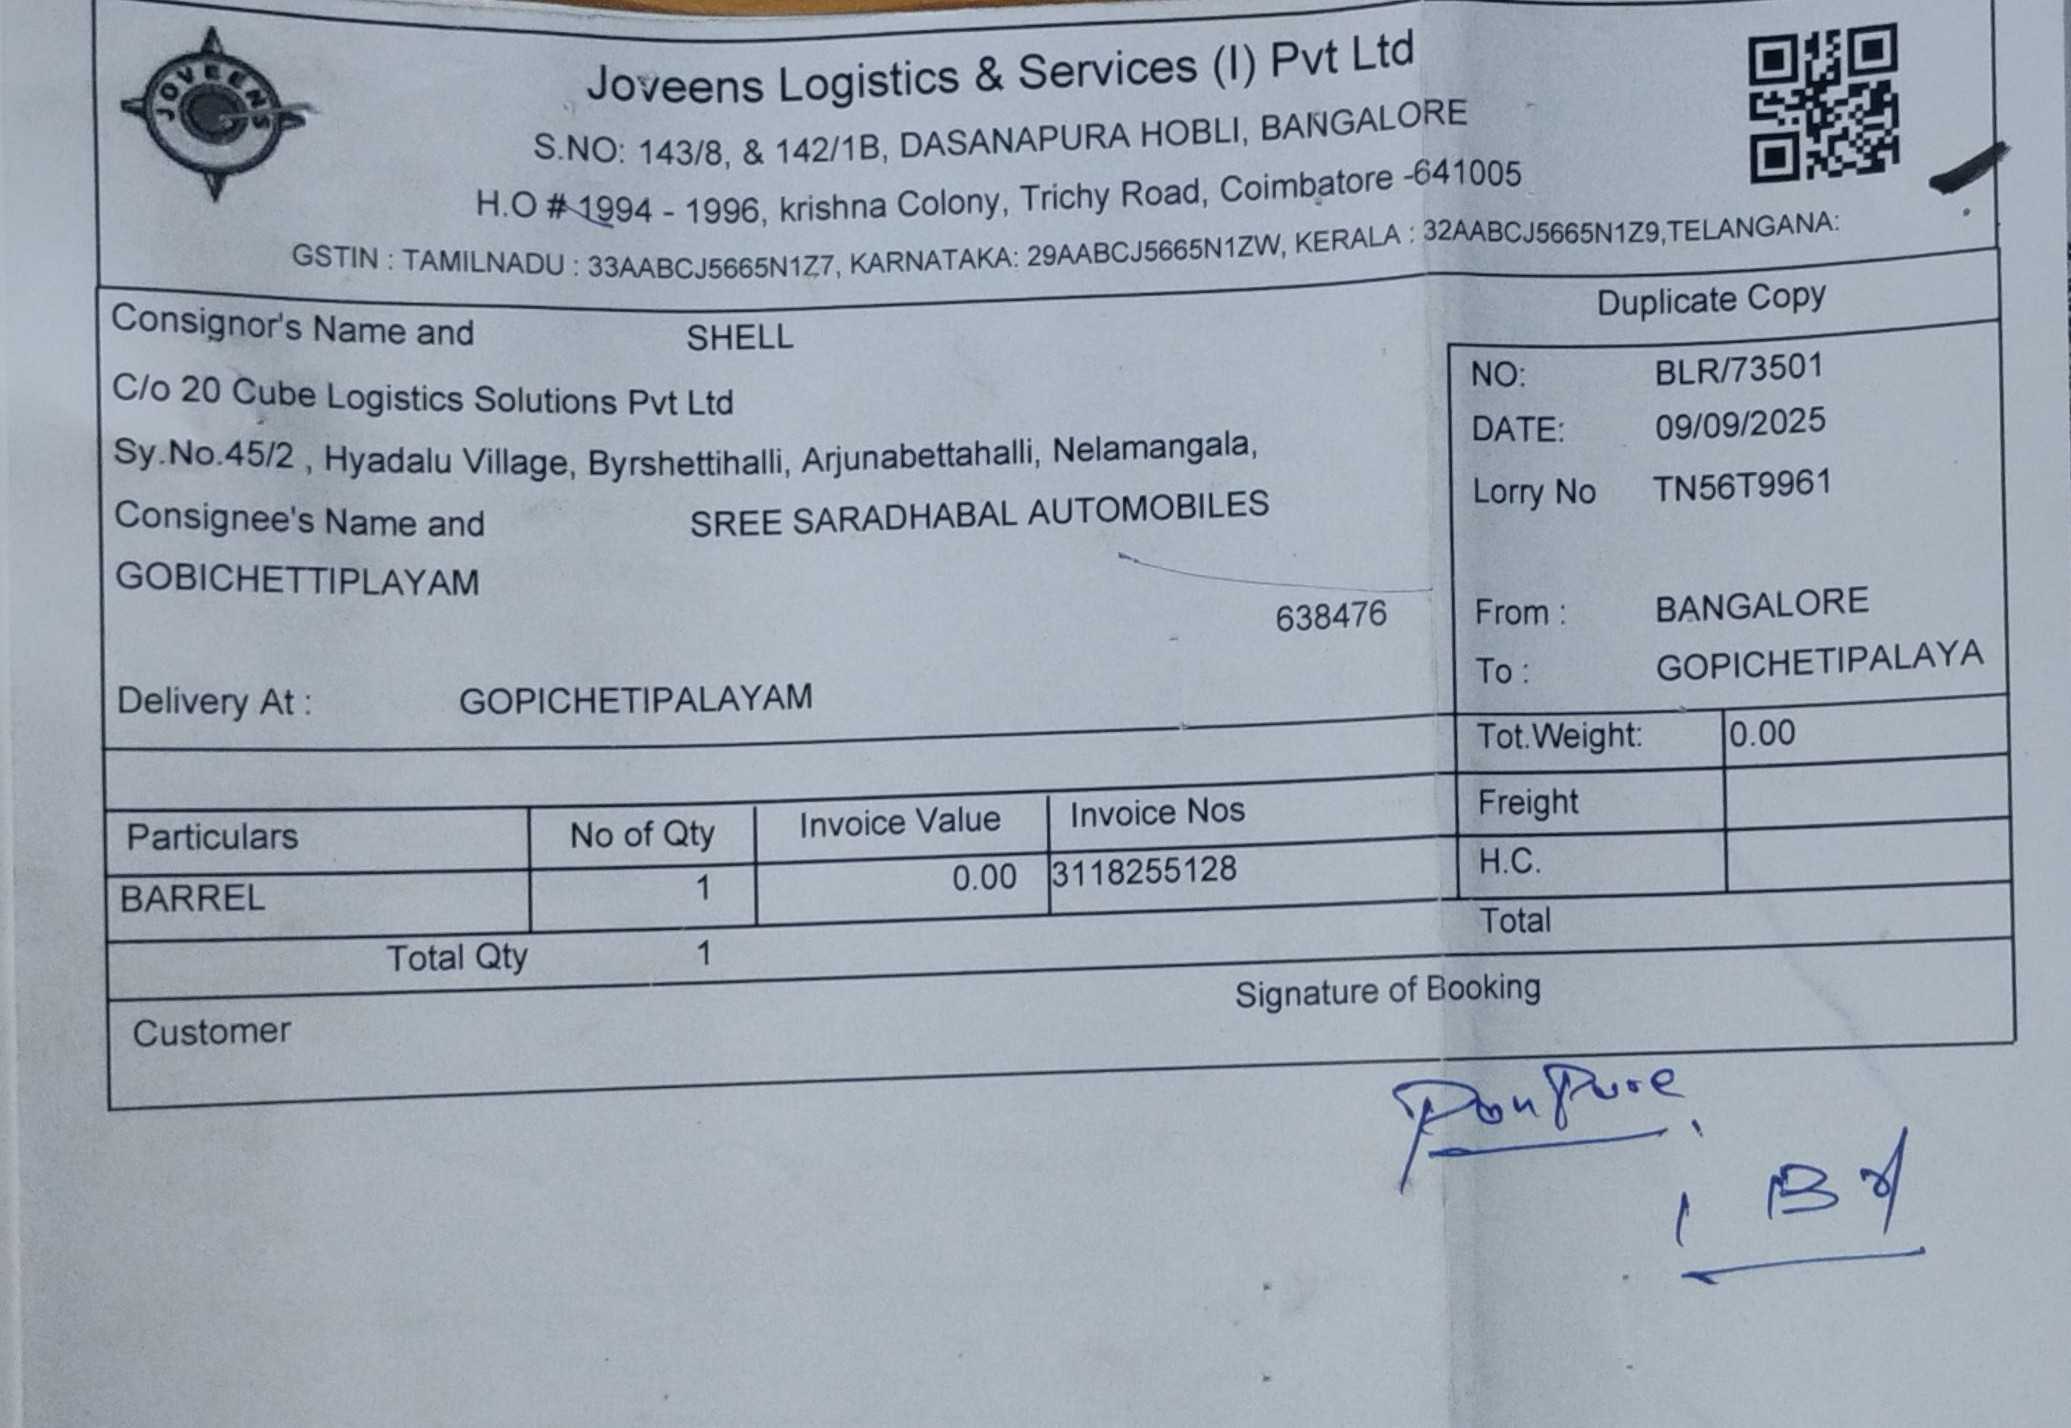 JOVEENS
Joveens Logistics & Services (I) Pvt Ltd
S.NO: 143/8, & 142/1B, DASANAPURA HOBLI, BANGALORE
H.O # 1994 - 1996, krishna Colony, Trichy Road, Coimbatore -641005
GSTIN : TAMILNADU : 33AABCJ5665N1Z7, KARNATAKA: 29AABCJ5665N1ZW, KERALA : 32AABCJ5665N1Z9,TELANGANA:
Duplicate Copy
Consignor's Name and SHELL
C/o 20 Cube Logistics Solutions Pvt Ltd
Sy.No.45/2 , Hyadalu Village, Byrshettihalli, Arjunabettahalli, Nelamangala,
Consignee's Name and SREE SARADHABAL AUTOMOBILES
GOBICHETTIPLAYAM
638476
Delivery At : GOPICHETIPALAYAM
NO: BLR/73501
DATE: 09/09/2025
Lorry No TN56T9961
From : BANGALORE
To : GOPICHETIPALAYA
Tot.Weight: 0.00
Freight
H.C.
Total
Particulars No of Qty Invoice Value Invoice Nos
BARREL 1 0.00 3118255128
Total Qty 1
Customer Signature of Booking
PonPure